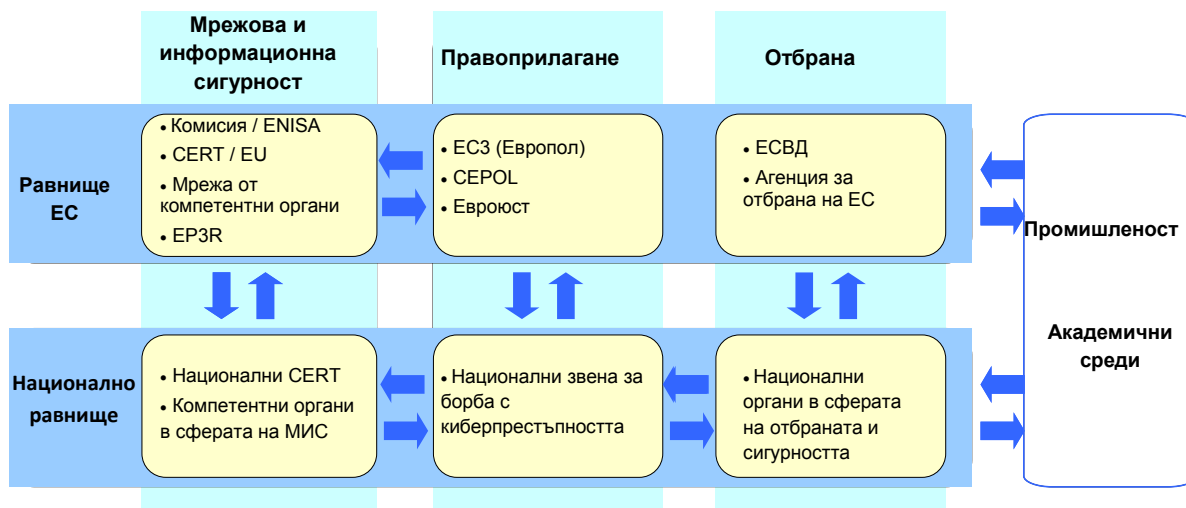 Мрежова и
информационна
сигурност
Правоприлагане
Отбрана
Равнище
ЕС
• Комисия / ENISA
• CERT / EU
• Мрежа от
компетентни органи
• EP3R
• EC3 (Европол)
• CEPOL
• Евроюст
• ЕСВД
• Агенция за
отбрана на ЕС
Промишленост
Академични
среди
Национално
равнище
• Национални CERT
• Компетентни органи
в сферата на МИС
• Национални звена за
борба с
киберпрестъпността
• Национални
органи в сферата
на отбраната и
сигурността